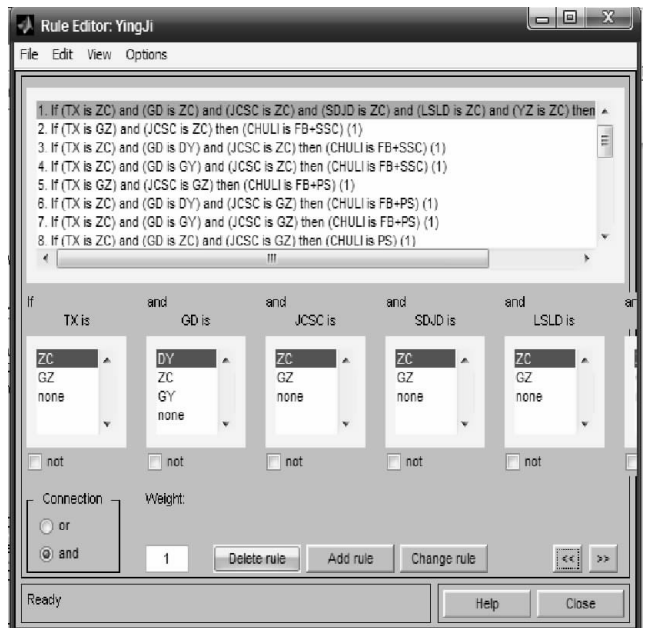 Rule Editor: YingJi
File Edit View Options
1. If (TX is ZC) and (GD is ZC) and (JCSC is ZC) and (SDJD is ZC) and (LSLD is ZC) and (YZ is ZC) then
2. If (TX is GZ) and (JCSC is ZC) then (CHULI is FB+SSC) (1)
3. If (TX is ZC) and (GD is DY) and (JCSC is ZC) then (CHULI is FB+SSC) (1)
4. If (TX is ZC) and (GD is GY) and (JCSC is ZC) then (CHULI is FB+SSC) (1)
5. If (TX is GZ) and (JCSC is GZ) then (CHULI is FB+PS) (1)
6. If (TX is ZC) and (GD is DY) and (JCSC is GZ) then (CHULI is FB+PS) (1)
7. If (TX is ZC) and (GD is GY) and (JCSC is GZ) then (CHULI is FB+PS) (1)
8. If (TX is ZC) and (GD is ZC) and (JCSC is GZ) then (CHULI is PS) (1)
If and and and and ar
TX is GD is JCSC is SDJD is LSLD is
ZC DY ZC ZC ZC
GZ ZC GZ GZ GZ
none GY none none none
none
not not not not not
Connection Weight:
or
and 1 Delete rule Add rule Change rule << >>
Ready Help Close